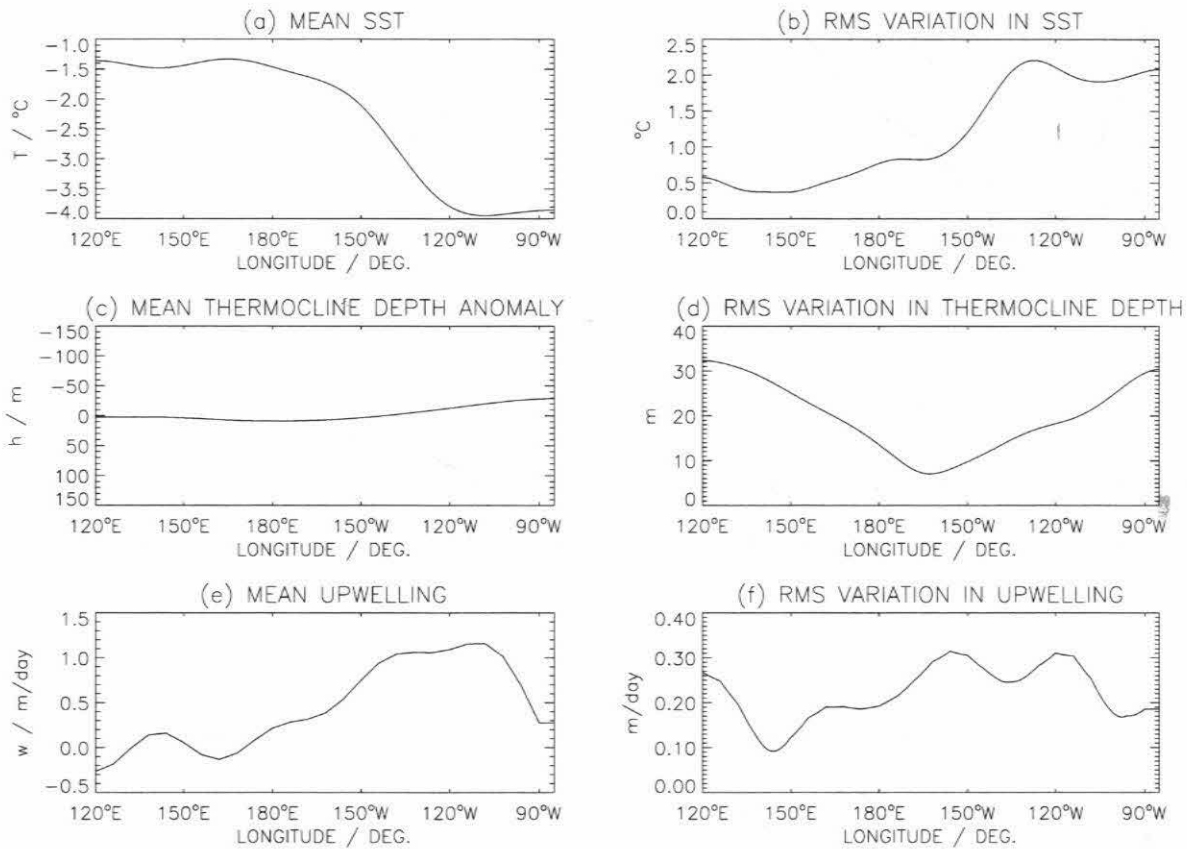 (a) MEAN SST
T / °C
-1.0
-1.5
-2.0
-2.5
-3.0
-3.5
-4.0
120°E 150°E 180°E 150°W 120°W 90°W
LONGITUDE / DEG.
(b) RMS VARIATION IN SST
°C
2.5
2.0
1.5
1.0
0.5
0.0
120°E 150°E 180°E 150°W 120°W 90°W
LONGITUDE / DEG.
(c) MEAN THERMOCLINE DEPTH ANOMALY
h / m
-150
-100
-50
0
50
100
150
120°E 150°E 180°E 150°W 120°W 90°W
LONGITUDE / DEG.
(d) RMS VARIATION IN THERMOCLINE DEPTH
m
40
30
20
10
0
120°E 150°E 180°E 150°W 120°W 90°W
LONGITUDE / DEG.
(e) MEAN UPWELLING
w / m/day
1.5
1.0
0.5
0.0
-0.5
120°E 150°E 180°E 150°W 120°W 90°W
LONGITUDE / DEG.
(f) RMS VARIATION IN UPWELLING
m/day
0.40
0.30
0.20
0.10
0.00
120°E 150°E 180°E 150°W 120°W 90°W
LONGITUDE / DEG.